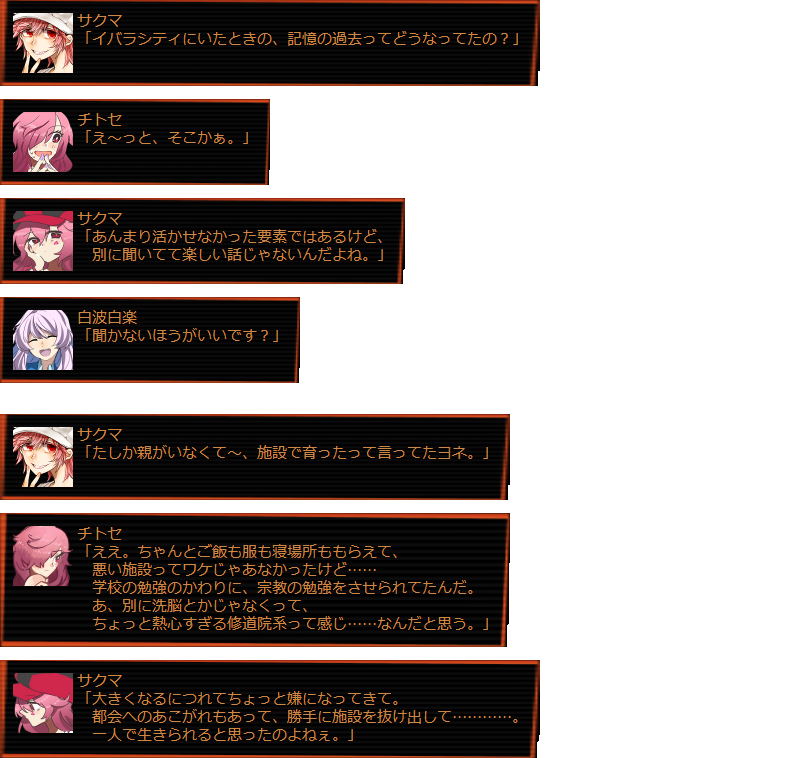 サクマ
「イバラシティにいたときの、記憶の過去ってどうなってたの？」
チトセ
「え～っと、そこかぁ。」
サクマ
「あんまり活かせなかった要素ではあるけど、
別に聞いてて楽しい話じゃないんだよね。」
白波白楽
「聞かないほうがいいです？」
サクマ
「たしか親がいなくて～、施設で育ったって言ってたヨネ。」
チトセ
「ええ。ちゃんとご飯も服も寝場所ももらえて、
悪い施設ってワケじゃあなかったけど……
学校の勉強のかわりに、宗教の勉強をさせられてたんだ。
あ、別に洗脳とかじゃなくって、
ちょっと熱心すぎる修道院系って感じ……なんだと思う。」
サクマ
「大きくなるにつれてちょっと嫌になってきて。
都会へのあこがれもあって、勝手に施設を抜け出して…………。
一人で生きられると思ったのよねぇ。」